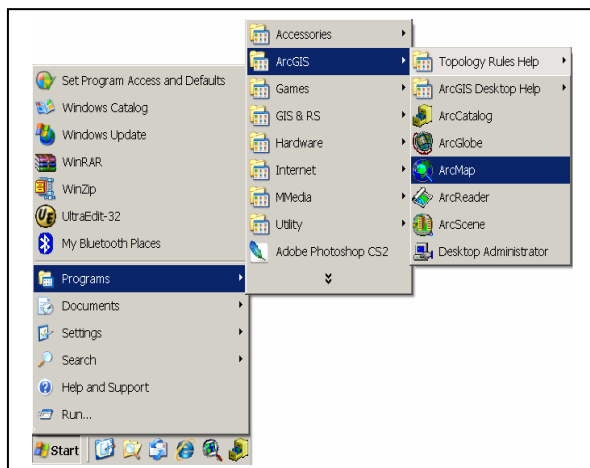 Set Program Access and Defaults
Windows Catalog
Windows Update
WinRAR
WinZip
UltraEdit-32
My Bluetooth Places
Programs
Documents
Settings
Search
Help and Support
Run...
Start
Accessories
ArcGIS
Games
GIS & RS
Hardware
Internet
MMedia
Utility
Adobe Photoshop CS2
Topology Rules Help
ArcGIS Desktop Help
ArcCatalog
ArcGlobe
ArcMap
ArcReader
ArcScene
Desktop Administrator